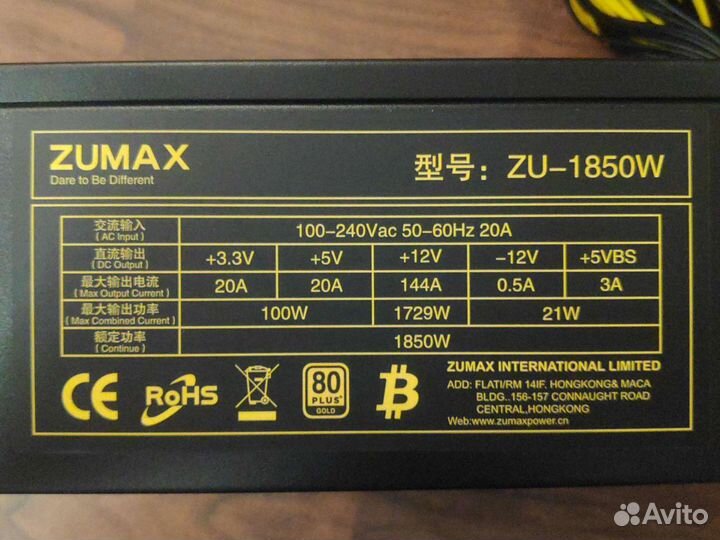 ZUMAX
Dare to Be Different
型号：ZU-1850W
交流输入
( AC Input )
100-240Vac 50-60Hz 20A
直流输出
( DC Output )
+3.3V +5V +12V -12V +5VBS
最大输出电流
( Max Output Current )
20A 20A 144A 0.5A 3A
最大输出功率
( Max Combined Current )
100W 1729W 21W
额定功率
( Continue )
1850W
CE
RoHS
80
PLUS
GOLD
ZUMAX INTERNATIONAL LIMITED
ADD: FLATI/RM 14IF. HONGKONG& MACA
BLDG..156-157 CONNAUGHT ROAD
CENTRAL,HONGKONG
Web:www.zumaxpower.cn
Avito